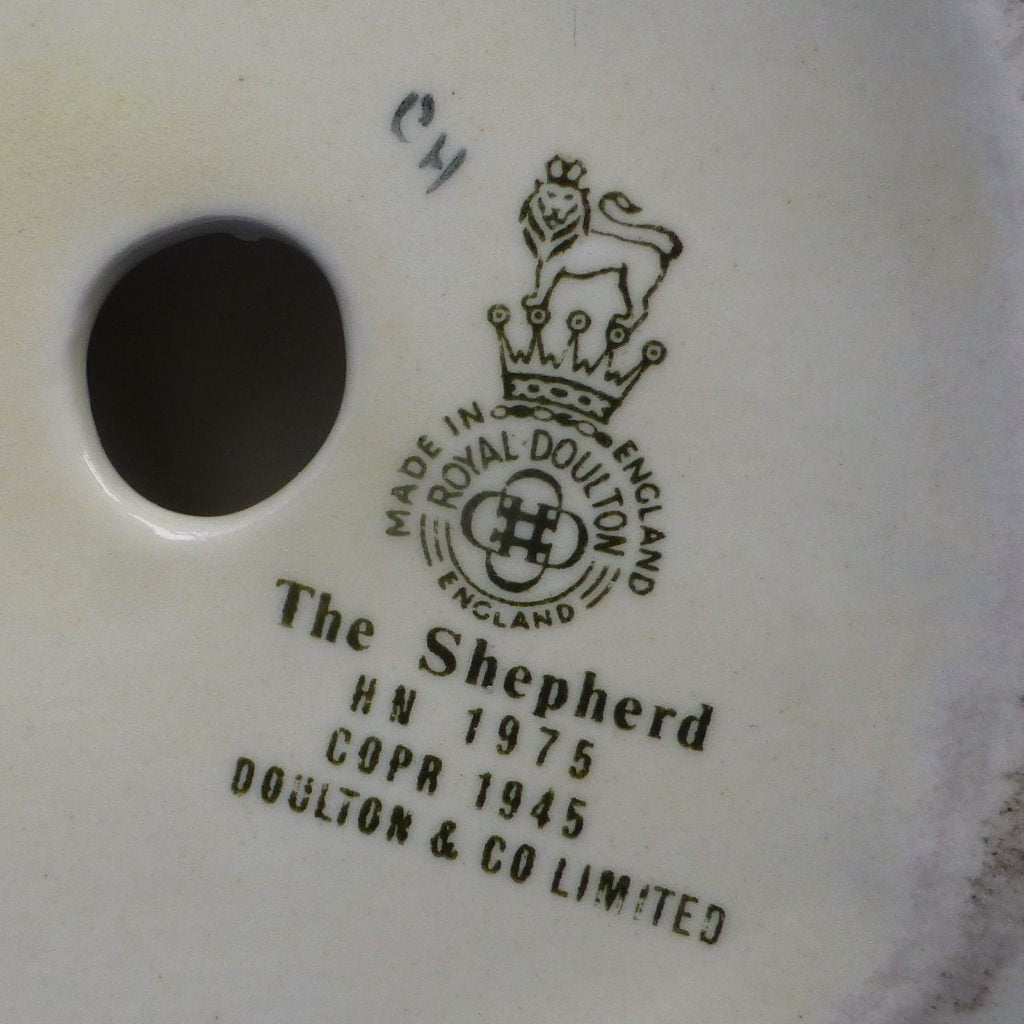 CH
MADE IN ENGLAND
ROYAL DOULTON
ENGLAND
The Shepherd
HN 1975
COPR 1945
DOULTON & CO LIMITED